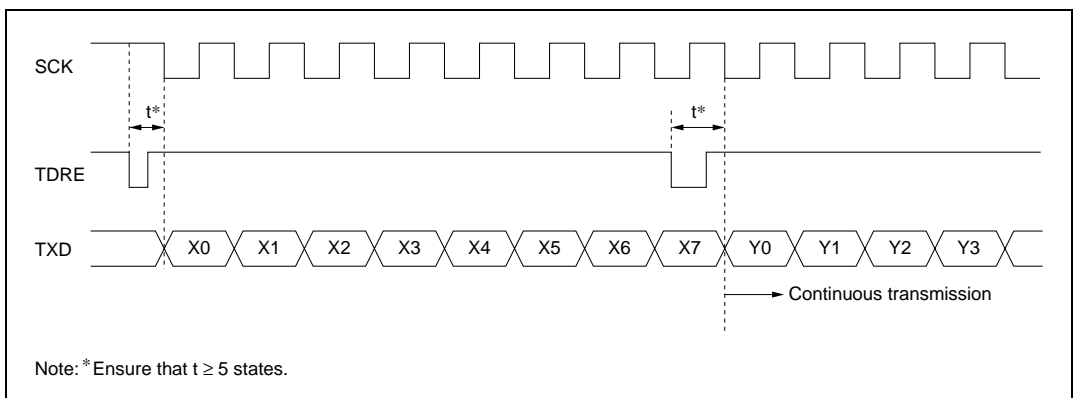 SCK
t*
t*
TDRE
TXD
X0 X1 X2 X3 X4 X5 X6 X7 Y0 Y1 Y2 Y3
Continuous transmission
Note: * Ensure that t ≥ 5 states.